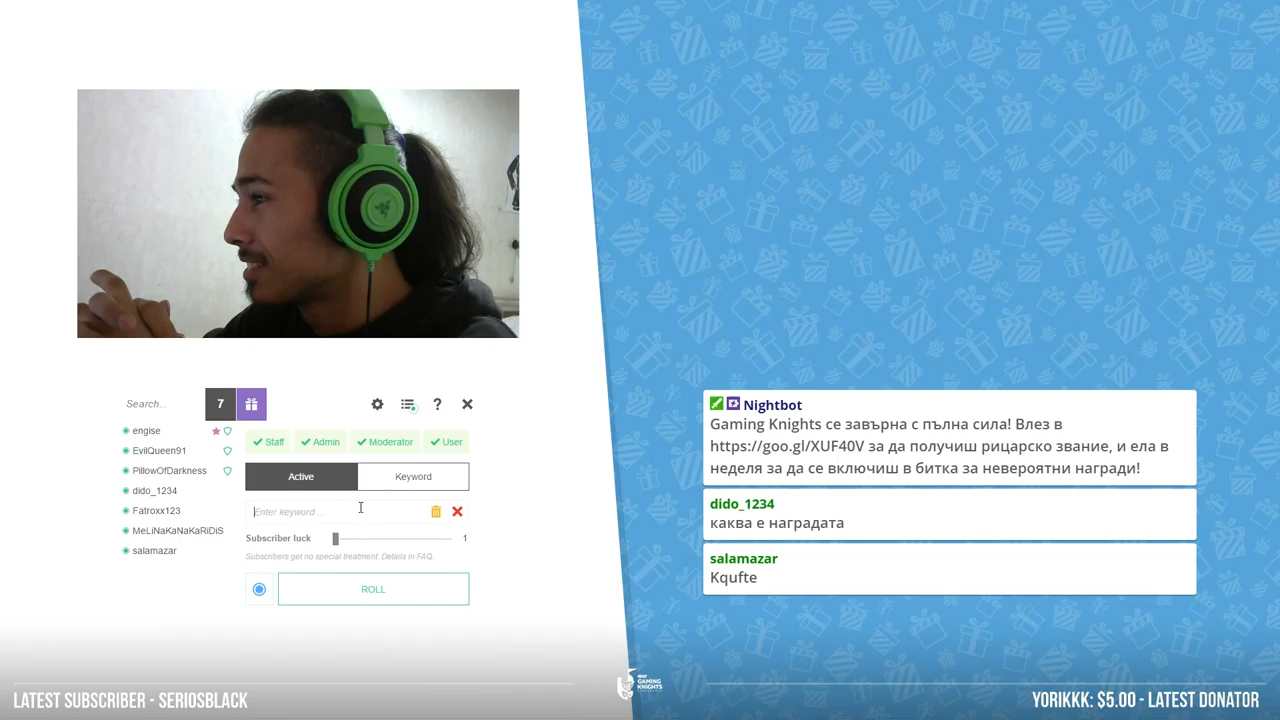 Search...
7
engise
EvilQueen91
PillowOfDarkness
dido_1234
Fatroxx123
MeLiNaKaNaKaRiDiS
salamazar
Staff
Admin
Moderator
User
Active
Keyword
Enter keyword ...
Subscriber luck
1
Subscribers get no special treatment. Details in FAQ.
ROLL
Nightbot
Gaming Knights се завърна с пълна сила! Влез в
https://goo.gl/XUF40V за да получиш рицарско звание, и ела в
неделя за да се включиш в битка за невероятни награди!
dido_1234
каква е наградата
salamazar
Kqufte
LATEST SUBSCRIBER - SERIOSBLACK
GAMING
KNIGHTS
YORIKKK: $5.00 - LATEST DONATOR